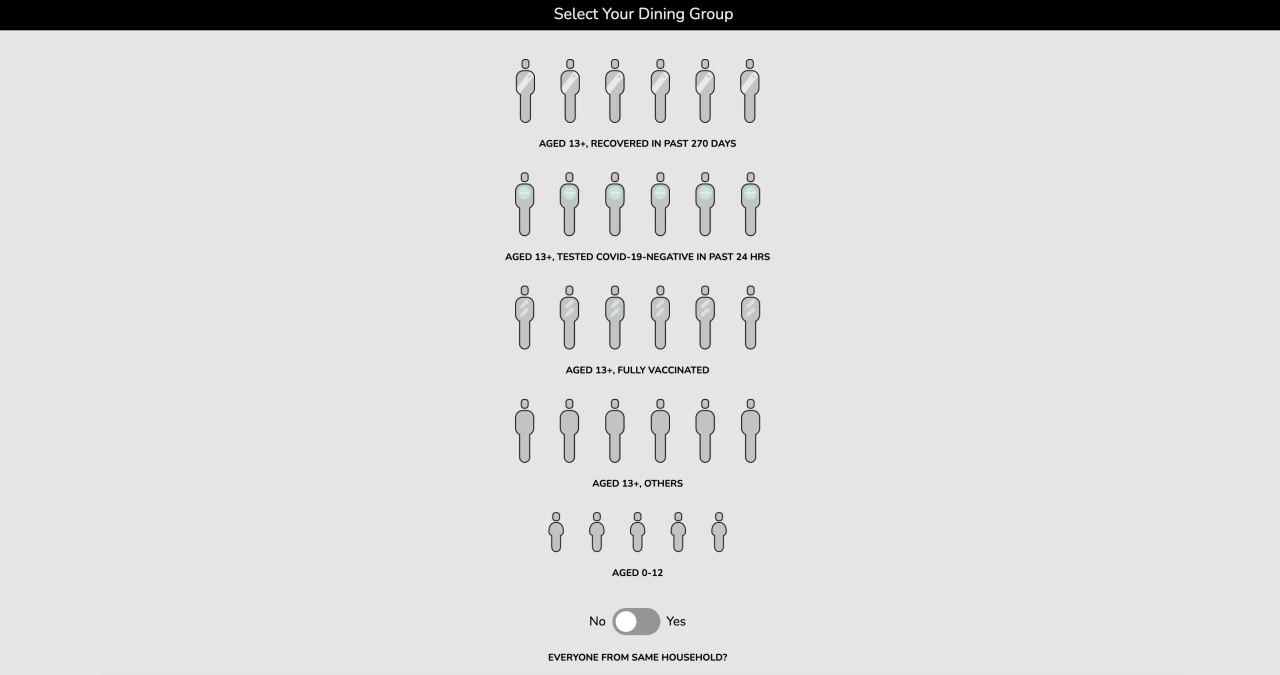 Select Your Dining Group
AGED 13+, RECOVERED IN PAST 270 DAYS
AGED 13+, TESTED COVID-19-NEGATIVE IN PAST 24 HRS
AGED 13+, FULLY VACCINATED
AGED 13+, OTHERS
AGED 0-12
No Yes
EVERYONE FROM SAME HOUSEHOLD?